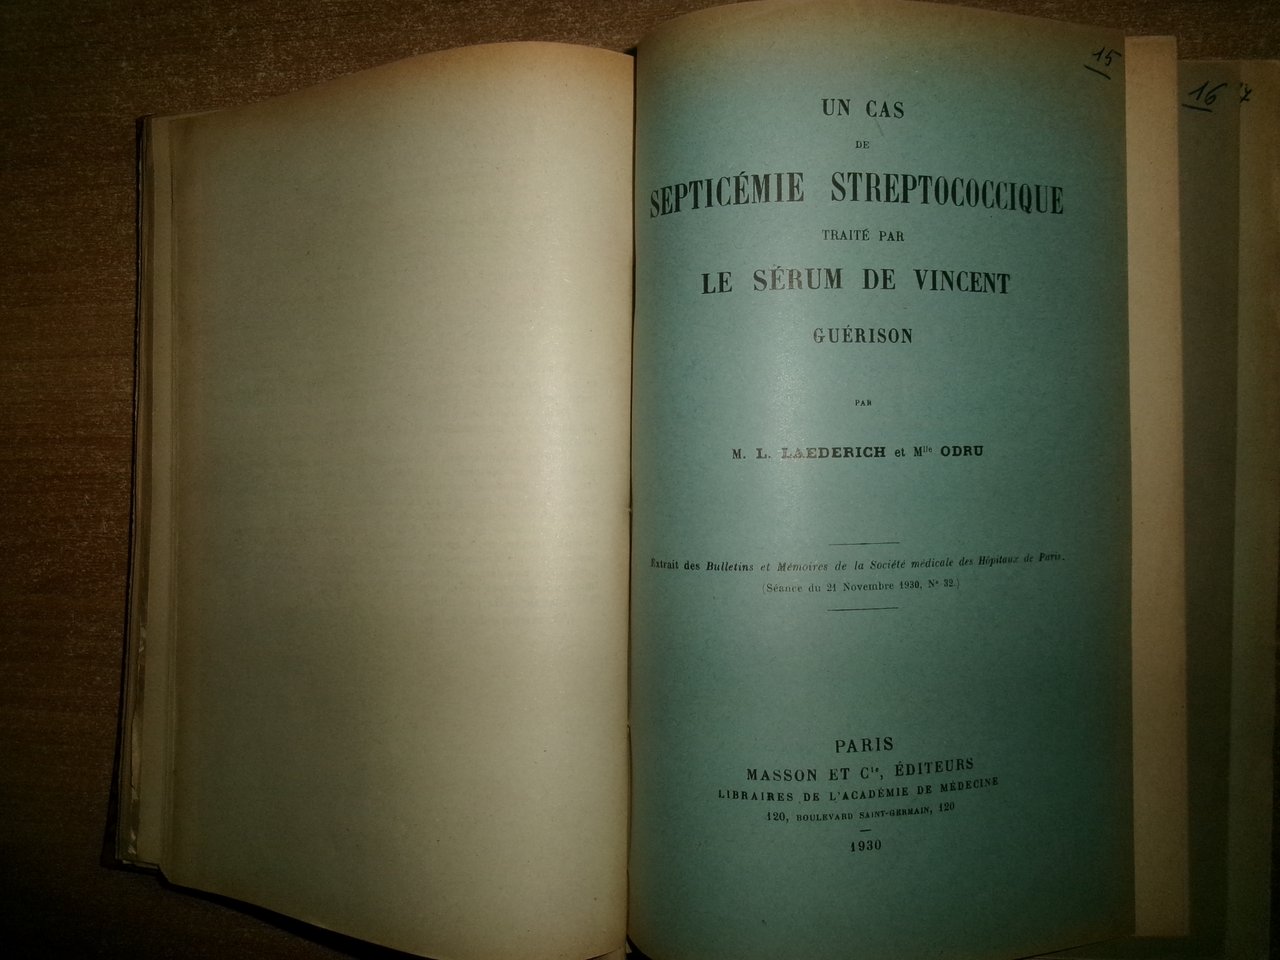 15
16
7
UN CAS
DE
SEPTICÉMIE STREPTOCOCCIQUE
TRAITÉ PAR
LE SÉRUM DE VINCENT
GUÉRISON
PAR
M. L. LAEDERICH et Mlle ODRU
Extrait des Bulletins et Mémoires de la Société médicale des Hôpitaux de Paris.
(Séance du 21 Novembre 1930, No 32.)
PARIS
MASSON ET Cie, ÉDITEURS
LIBRAIRES DE L'ACADÉMIE DE MÉDECINE
120, BOULEVARD SAINT-GERMAIN, 120
1930